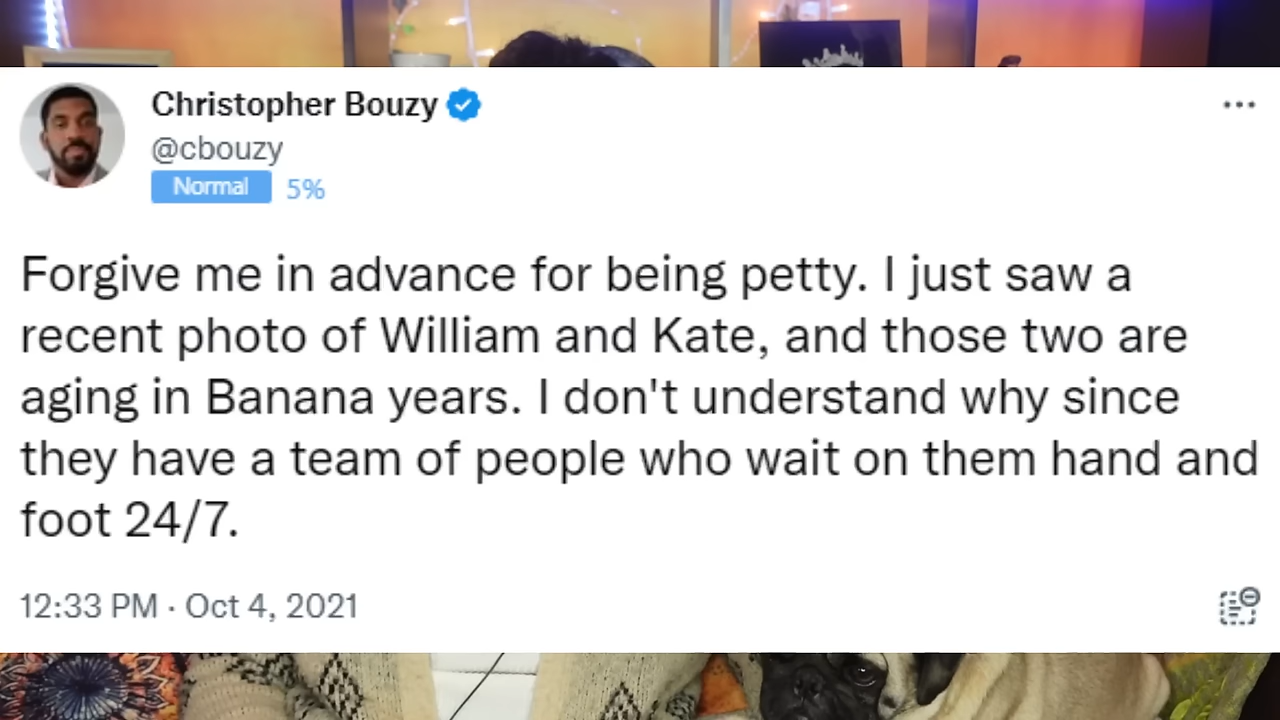 Christopher Bouzy
@cbouzy
Normal 5%
Forgive me in advance for being petty. I just saw a
recent photo of William and Kate, and those two are
aging in Banana years. I don't understand why since
they have a team of people who wait on them hand and
foot 24/7.
12:33 PM · Oct 4, 2021